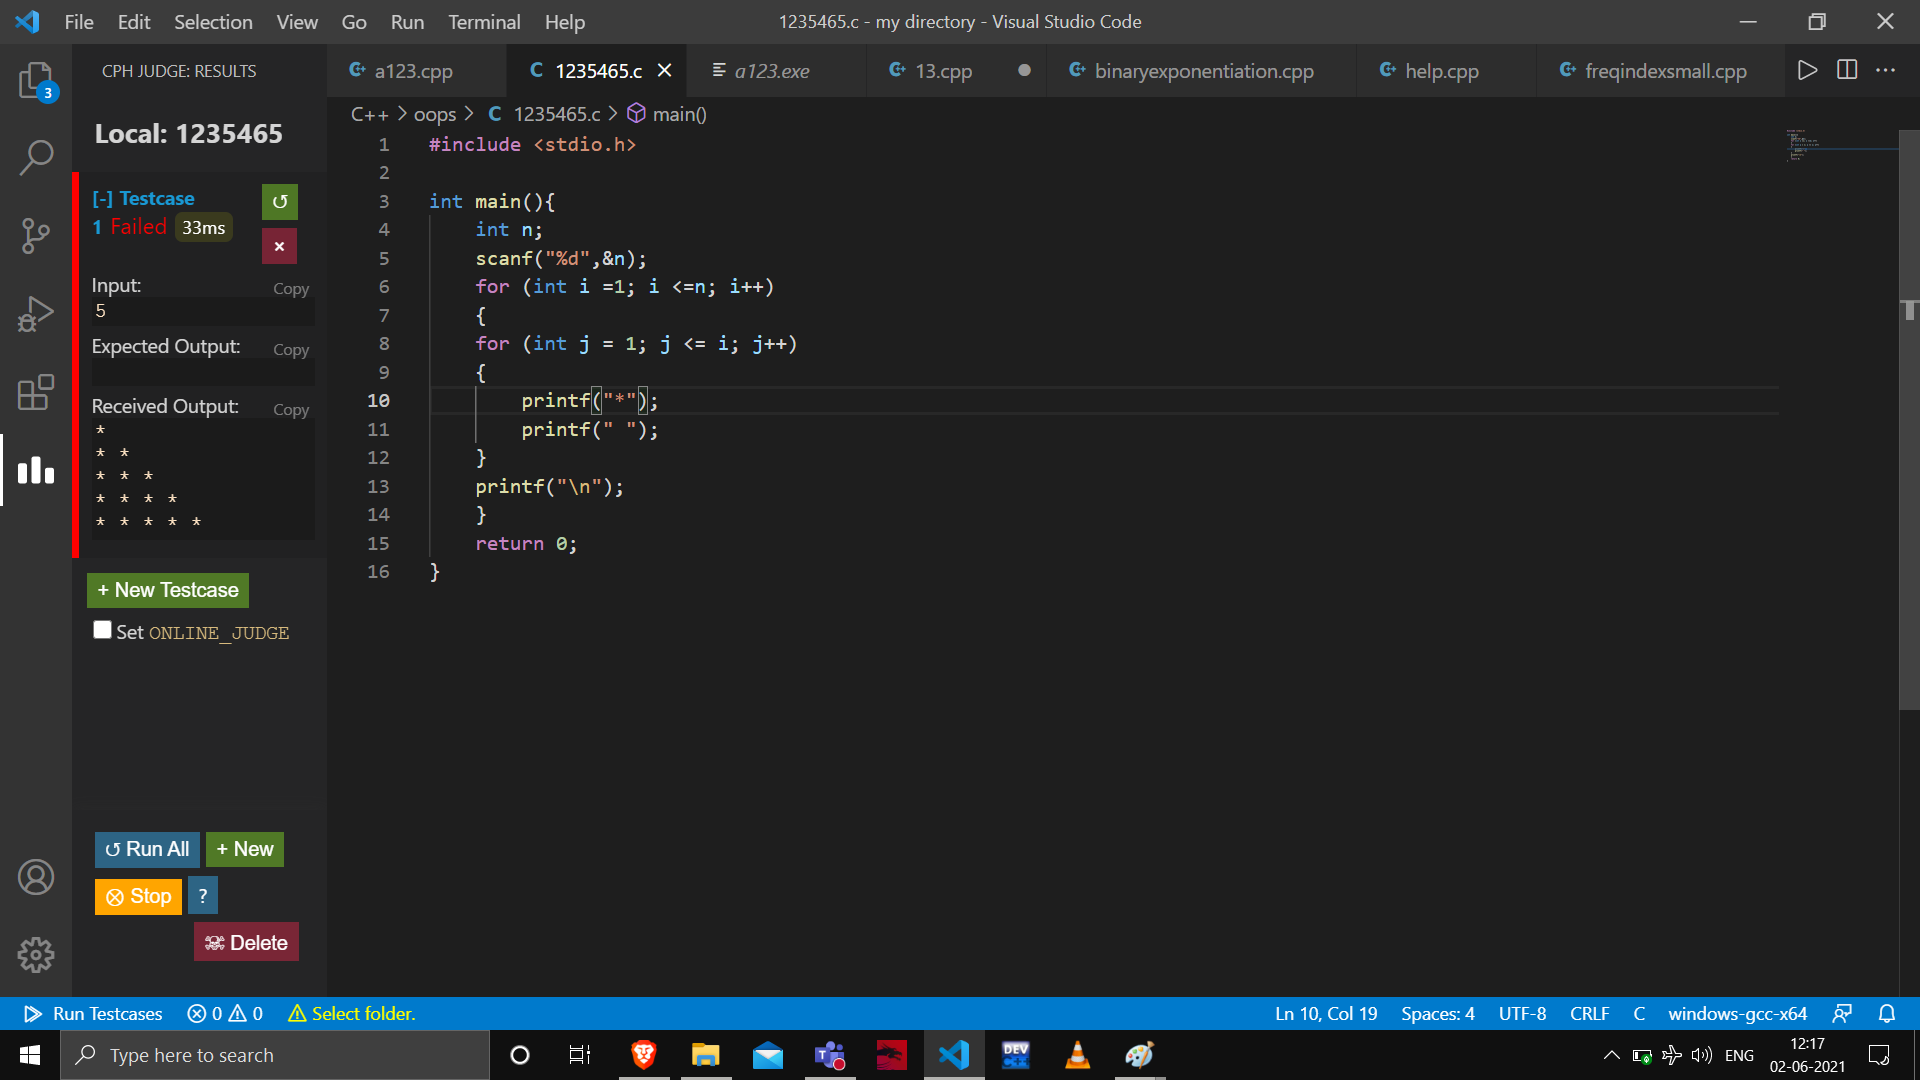 File Edit Selection View Go Run Terminal Help
1235465.c - my directory - Visual Studio Code
3
CPH JUDGE: RESULTS
a123.cpp
C 1235465.c
a123.exe
13.cpp
binaryexponentiation.cpp
help.cpp
freqindexsmall.cpp
C++ > oops > C 1235465.c > main()
Local: 1235465
[-] Testcase
1 Failed 33ms
Input: Copy
5
Expected Output: Copy
Received Output: Copy
*
* *
* * *
* * * *
* * * * *
+ New Testcase
Set ONLINE_JUDGE
↺ Run All
+ New
Stop
?
Delete
1 #include <stdio.h>
2
3 int main(){
4 int n;
5 scanf("%d",&n);
6 for (int i =1; i <=n; i++)
7 {
8 for (int j = 1; j <= i; j++)
9 {
10 printf("*");
11 printf(" ");
12 }
13 printf("\n");
14 }
15 return 0;
16 }
Run Testcases 0 0 Select folder.
Ln 10, Col 19 Spaces: 4 UTF-8 CRLF C windows-gcc-x64
Type here to search
DEV C++
ENG
12:17
02-06-2021